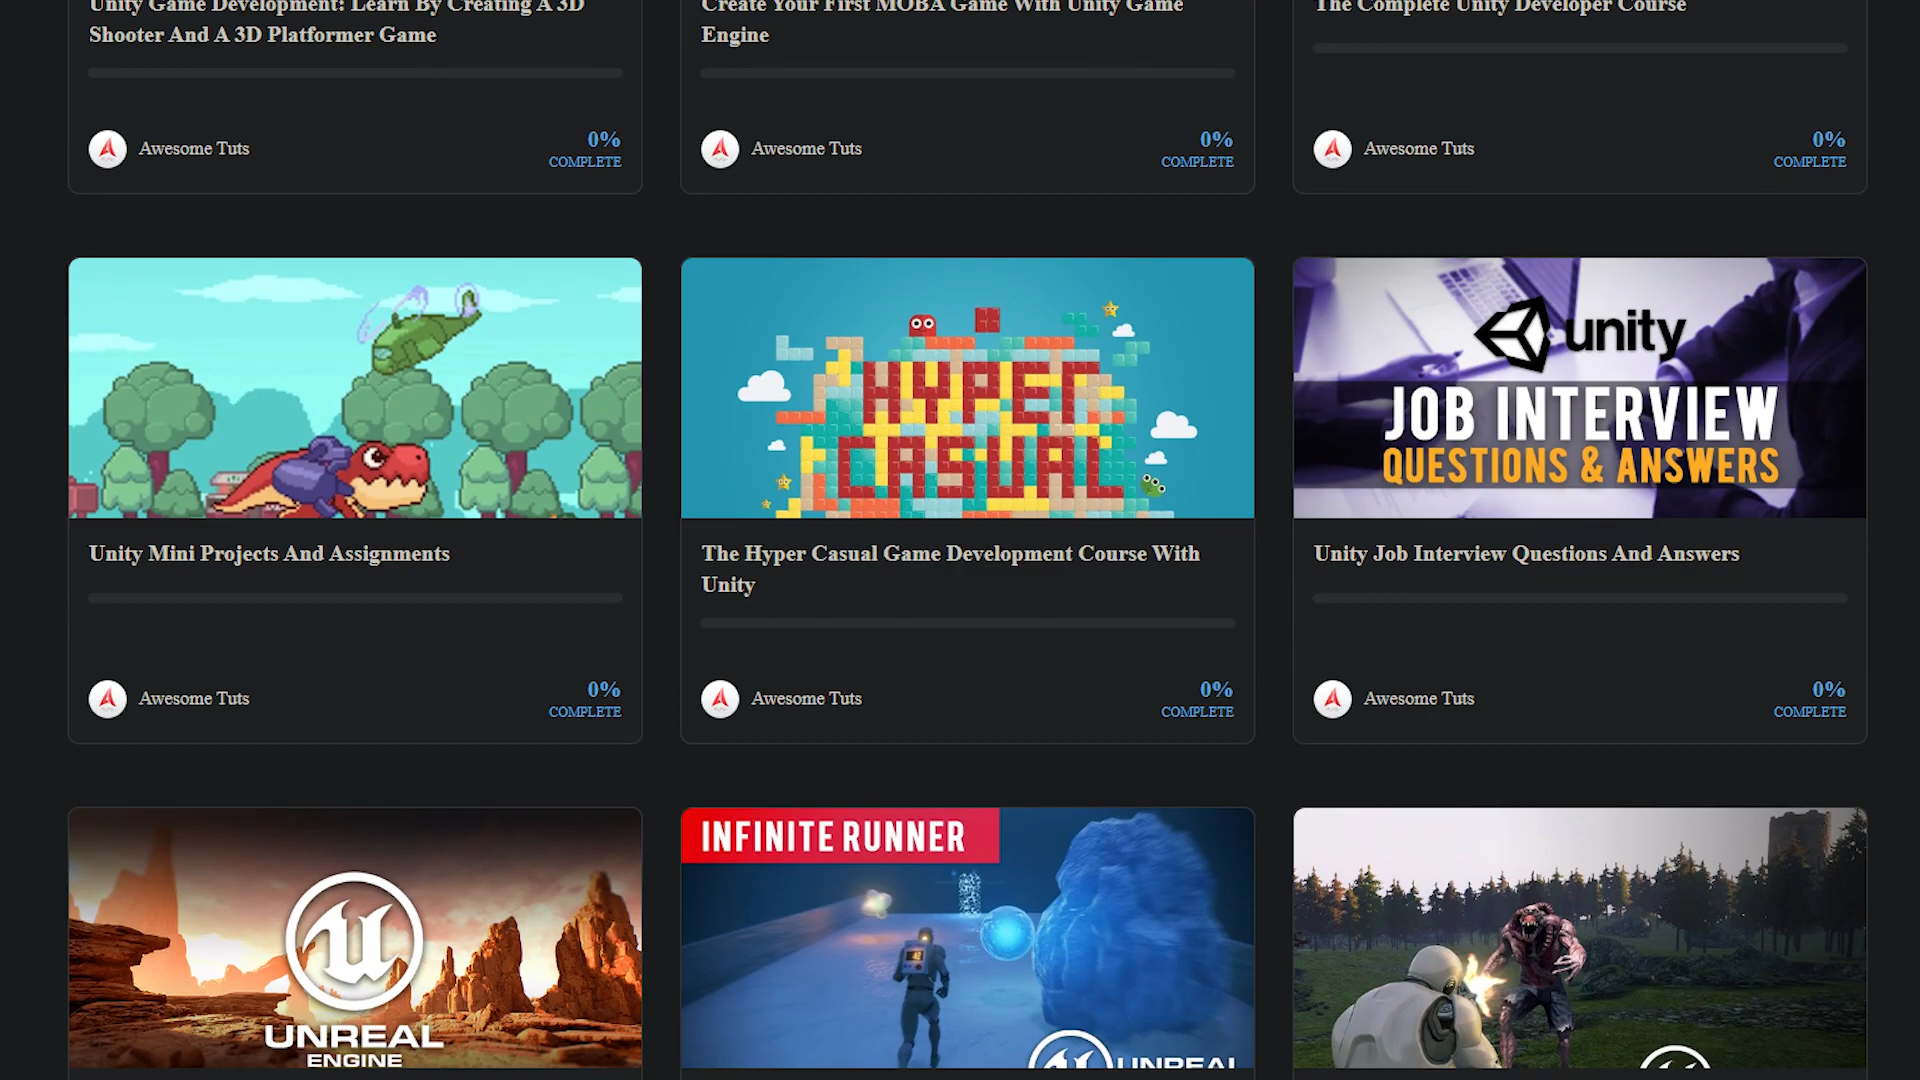 Unity Game Development: Learn By Creating A 3D
Shooter And A 3D Platformer Game
Awesome Tuts
0%
COMPLETE
Create Your First MOBA Game With Unity Game
Engine
Awesome Tuts
0%
COMPLETE
The Complete Unity Developer Course
Awesome Tuts
0%
COMPLETE
Unity Mini Projects And Assignments
Awesome Tuts
0%
COMPLETE
HYPER
CASUAL
The Hyper Casual Game Development Course With
Unity
Awesome Tuts
0%
COMPLETE
unity
JOB INTERVIEW
QUESTIONS & ANSWERS
Unity Job Interview Questions And Answers
Awesome Tuts
0%
COMPLETE
UNREAL
ENGINE
INFINITE RUNNER
42
UNREAL